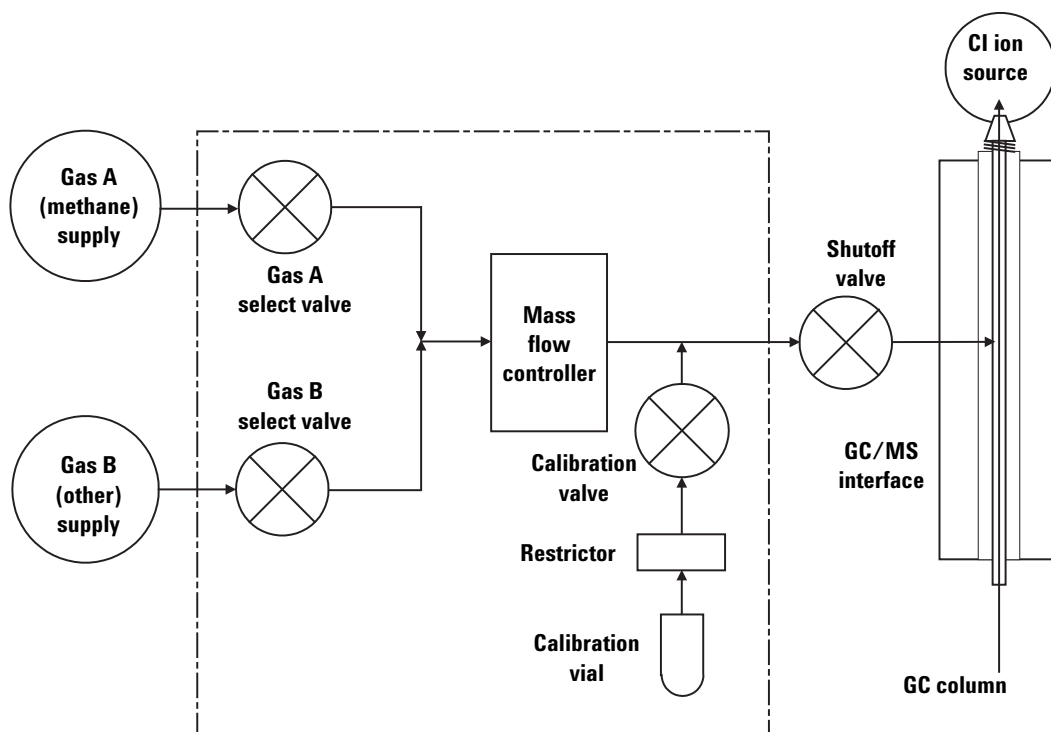 CI ion
source
Gas A
(methane)
supply
Gas A
select valve
Shutoff
valve
Mass
flow
controller
Gas B
select valve
Gas B
(other)
supply
Calibration
valve
GC/MS
interface
Restrictor
Calibration
vial
GC column